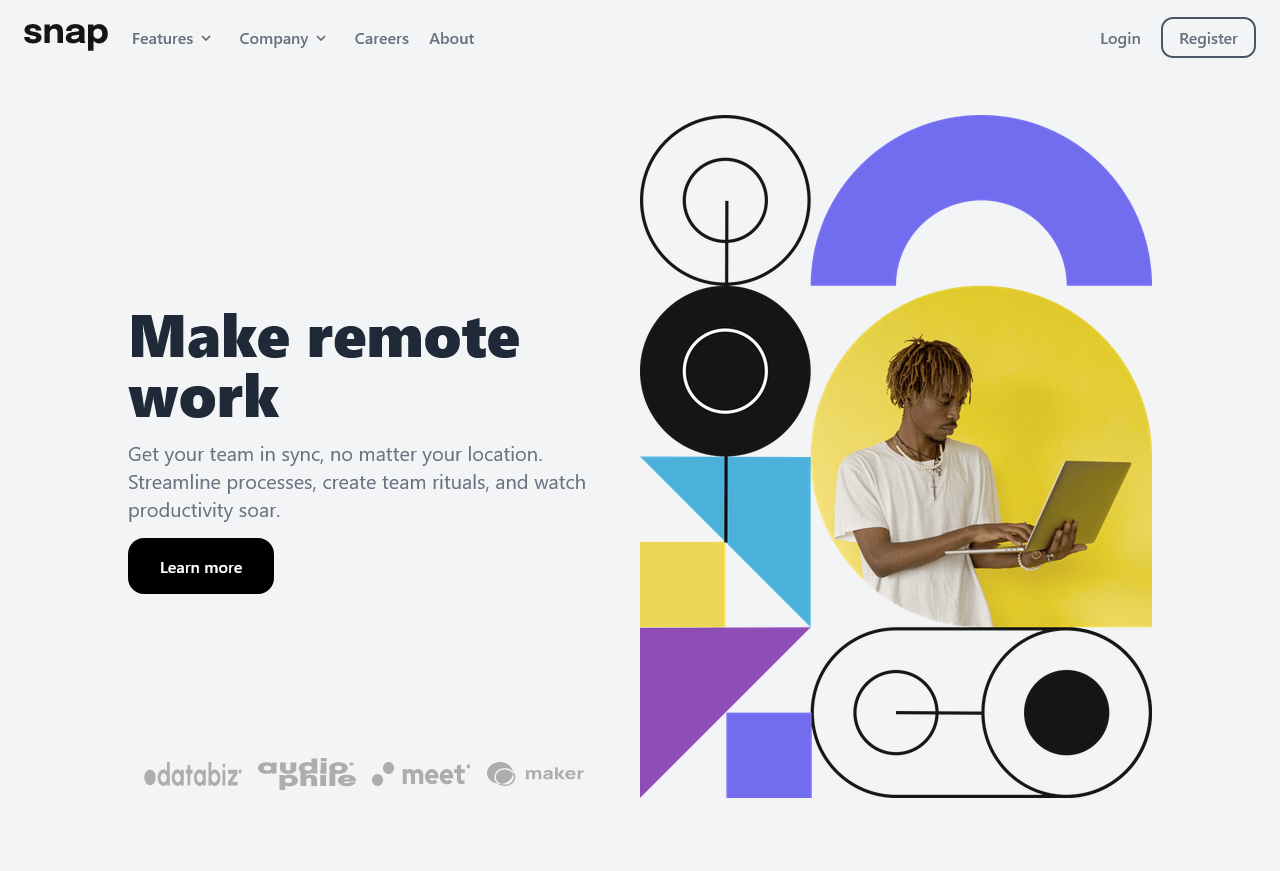 snap Features Company Careers About Login Register
Make remote
work
Get your team in sync, no matter your location.
Streamline processes, create team rituals, and watch
productivity soar.
Learn more
databiz audiophile meet maker